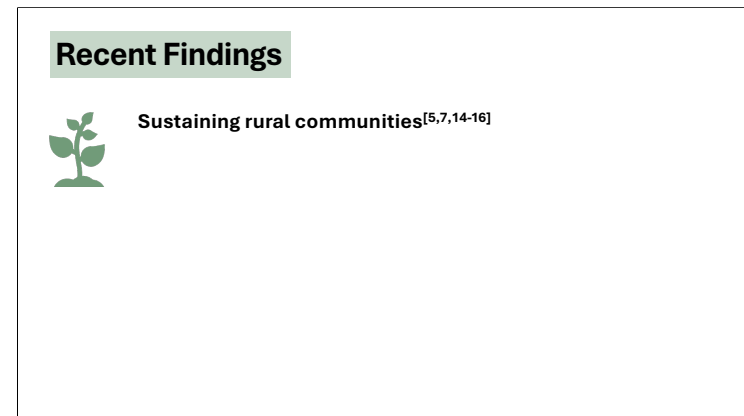 Recent Findings
Sustaining rural communities[5,7,14-16]